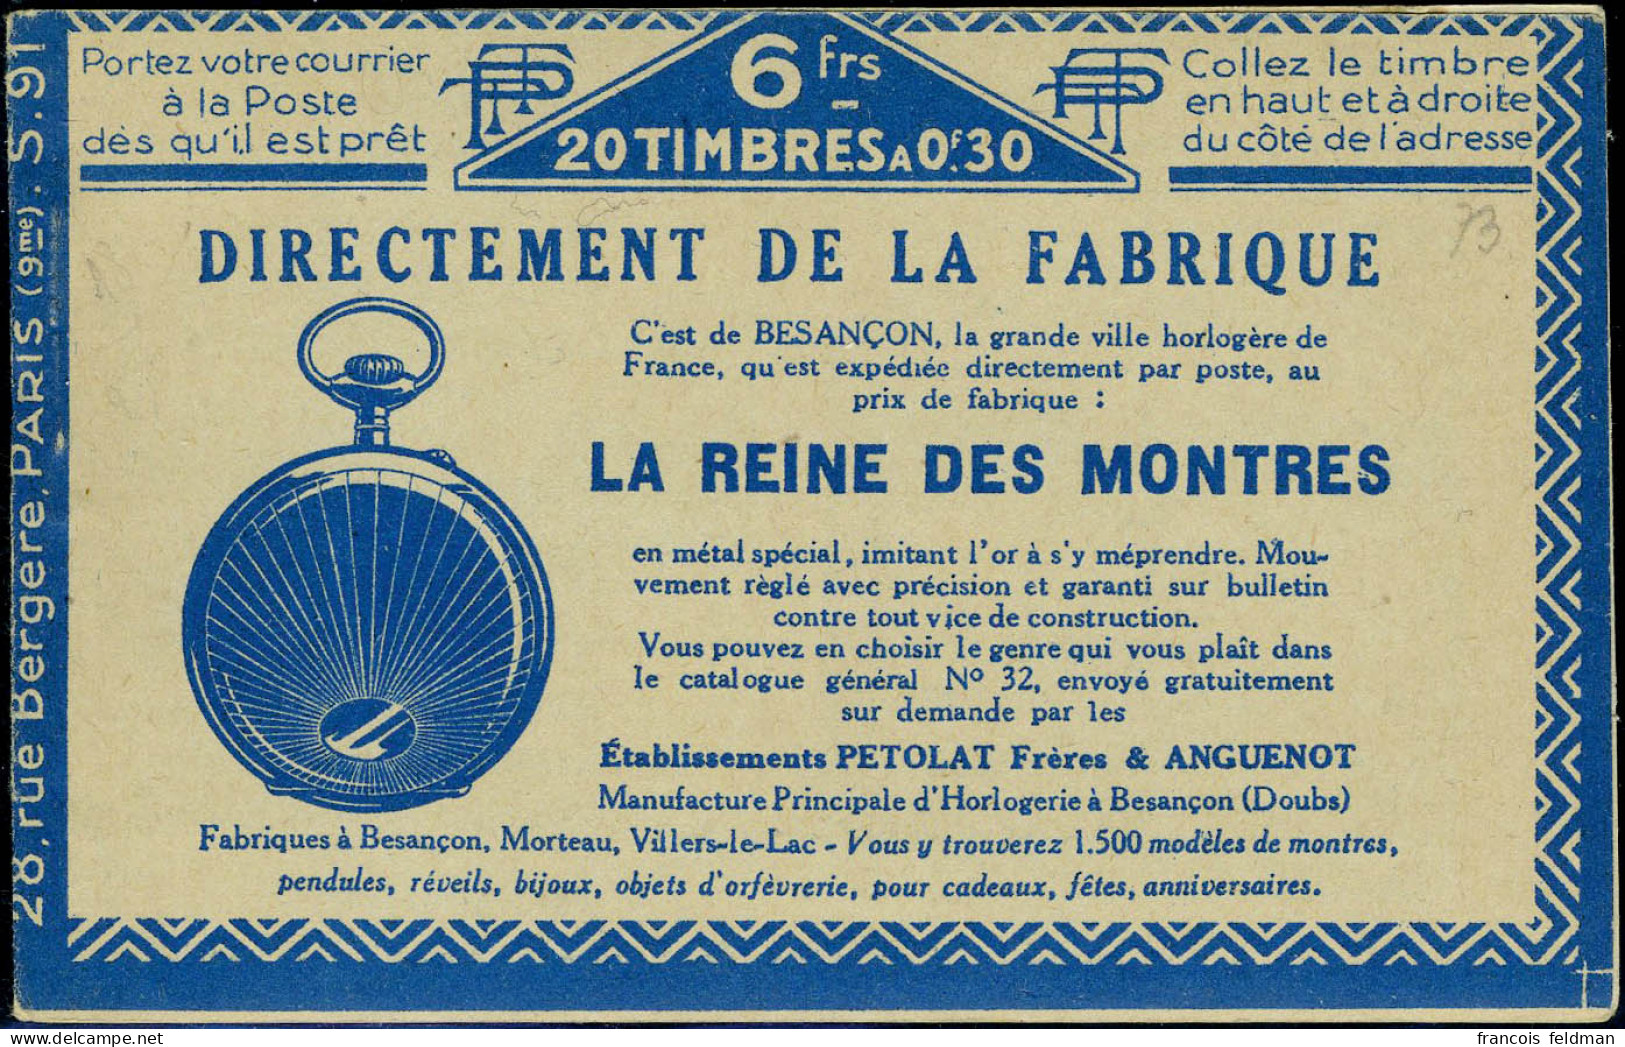 Portez votre courrier
à la Poste
dès qu'il est prêt
PTT
6 frs
20 TIMBRES A 0F.30
PTT
Collez le timbre
en haut et à droite
du côté de l'adresse
28, rue Bergère, PARIS (9me) : S. 91
DIRECTEMENT DE LA FABRIQUE
73
C'est de BESANÇON, la grande ville horlogère de
France, qu'est expédiée directement par poste, au
prix de fabrique :
LA REINE DES MONTRES
en métal spécial, imitant l'or à s'y méprendre. Mou-
vement règlé avec précision et garanti sur bulletin
contre tout vice de construction.
Vous pouvez en choisir le genre qui vous plaît dans
le catalogue général No 32, envoyé gratuitement
sur demande par les
Établissements PETOLAT Frères & ANGUENOT
Manufacture Principale d'Horlogerie à Besançon (Doubs)
Fabriques à Besançon, Morteau, Villers-le-Lac - Vous y trouverez 1.500 modèles de montres,
pendules, réveils, bijoux, objets d'orfèvrerie, pour cadeaux, fêtes, anniversaires.
francois feldman